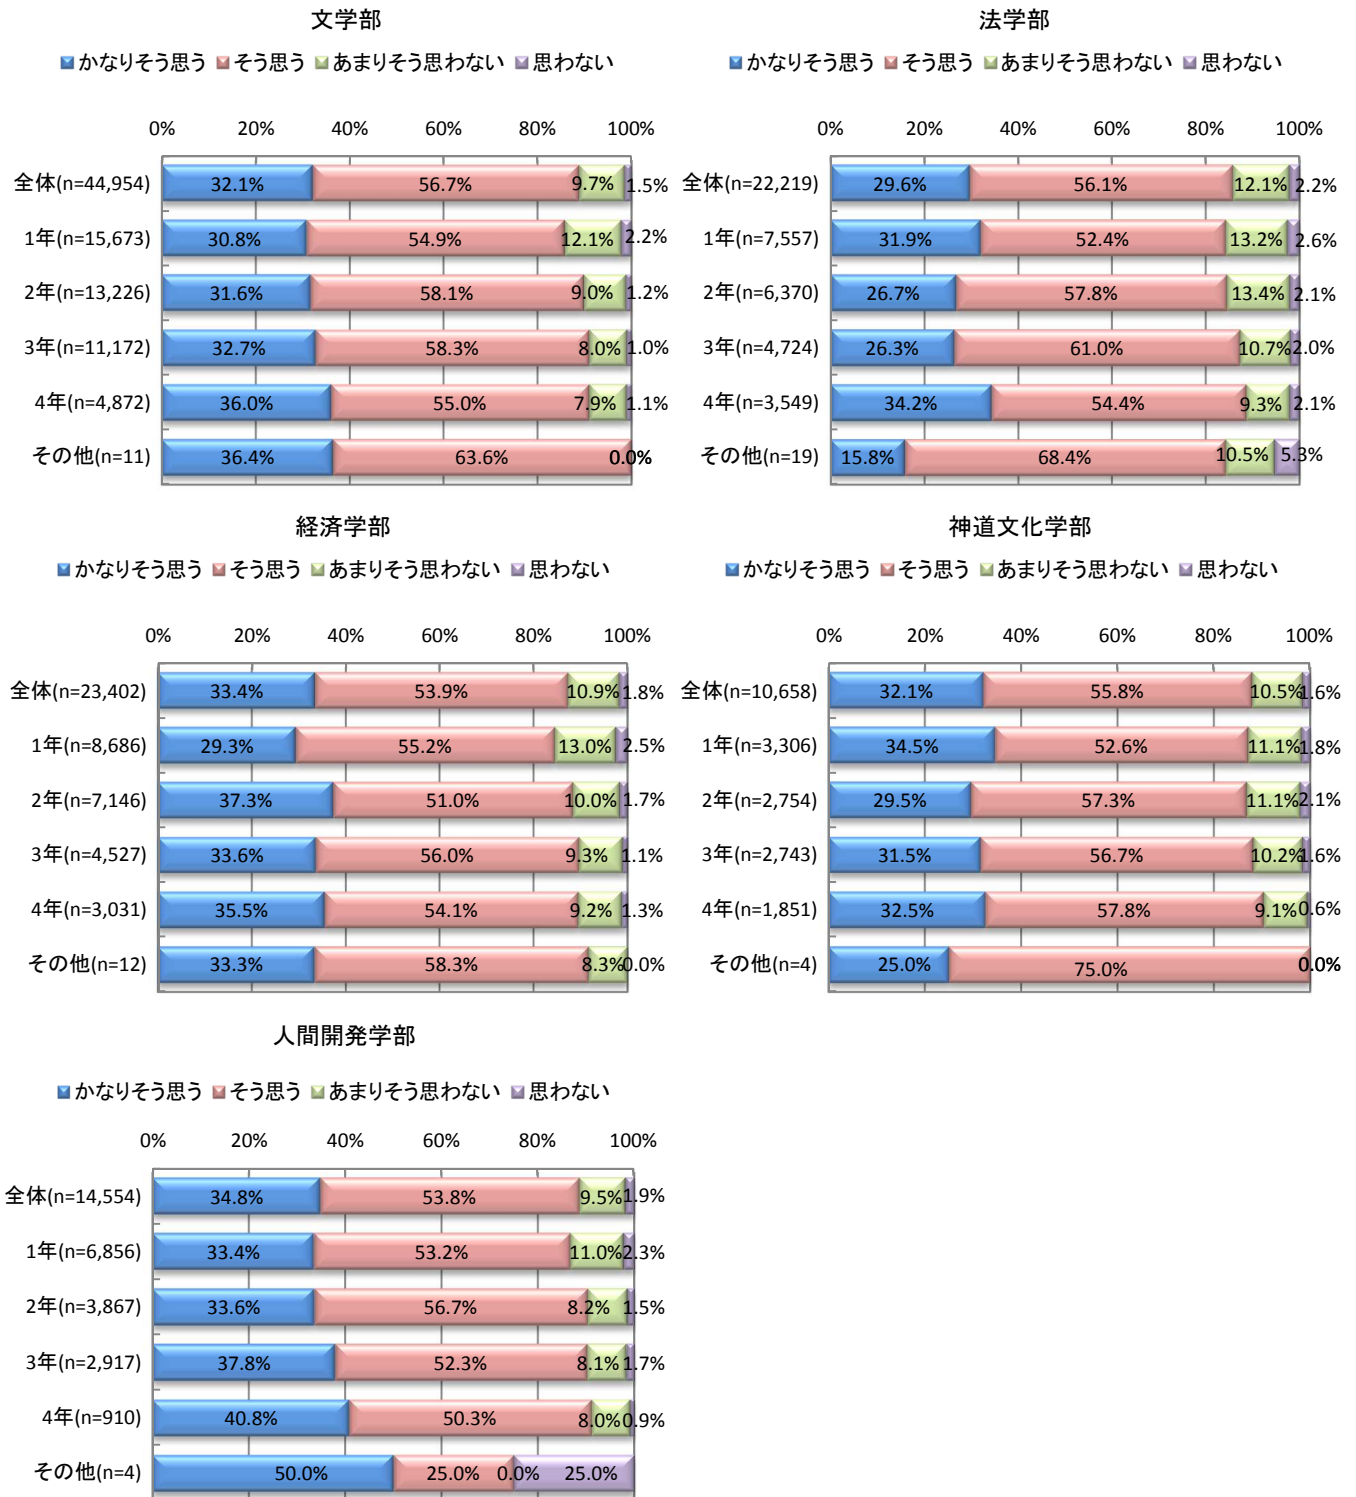 文学部
かなりそう思う そう思う あまりそう思わない 思わない
0% 20% 40% 60% 80% 100%
全体(n=44,954) 32.1% 56.7% 9.7% 1.5%
1年(n=15,673) 30.8% 54.9% 12.1% 2.2%
2年(n=13,226) 31.6% 58.1% 9.0% 1.2%
3年(n=11,172) 32.7% 58.3% 8.0% 1.0%
4年(n=4,872) 36.0% 55.0% 7.9% 1.1%
その他(n=11) 36.4% 63.6% 0.0%
法学部
かなりそう思う そう思う あまりそう思わない 思わない
0% 20% 40% 60% 80% 100%
全体(n=22,219) 29.6% 56.1% 12.1% 2.2%
1年(n=7,557) 31.9% 52.4% 13.2% 2.6%
2年(n=6,370) 26.7% 57.8% 13.4% 2.1%
3年(n=4,724) 26.3% 61.0% 10.7% 2.0%
4年(n=3,549) 34.2% 54.4% 9.3% 2.1%
その他(n=19) 15.8% 68.4% 10.5% 5.3%
経済学部
かなりそう思う そう思う あまりそう思わない 思わない
0% 20% 40% 60% 80% 100%
全体(n=23,402) 33.4% 53.9% 10.9% 1.8%
1年(n=8,686) 29.3% 55.2% 13.0% 2.5%
2年(n=7,146) 37.3% 51.0% 10.0% 1.7%
3年(n=4,527) 33.6% 56.0% 9.3% 1.1%
4年(n=3,031) 35.5% 54.1% 9.2% 1.3%
その他(n=12) 33.3% 58.3% 8.3% 0.0%
神道文化学部
かなりそう思う そう思う あまりそう思わない 思わない
0% 20% 40% 60% 80% 100%
全体(n=10,658) 32.1% 55.8% 10.5% 1.6%
1年(n=3,306) 34.5% 52.6% 11.1% 1.8%
2年(n=2,754) 29.5% 57.3% 11.1% 2.1%
3年(n=2,743) 31.5% 56.7% 10.2% 1.6%
4年(n=1,851) 32.5% 57.8% 9.1% 0.6%
その他(n=4) 25.0% 75.0% 0.0%
人間開発学部
かなりそう思う そう思う あまりそう思わない 思わない
0% 20% 40% 60% 80% 100%
全体(n=14,554) 34.8% 53.8% 9.5% 1.9%
1年(n=6,856) 33.4% 53.2% 11.0% 2.3%
2年(n=3,867) 33.6% 56.7% 8.2% 1.5%
3年(n=2,917) 37.8% 52.3% 8.1% 1.7%
4年(n=910) 40.8% 50.3% 8.0% 0.9%
その他(n=4) 50.0% 25.0% 0.0% 25.0%